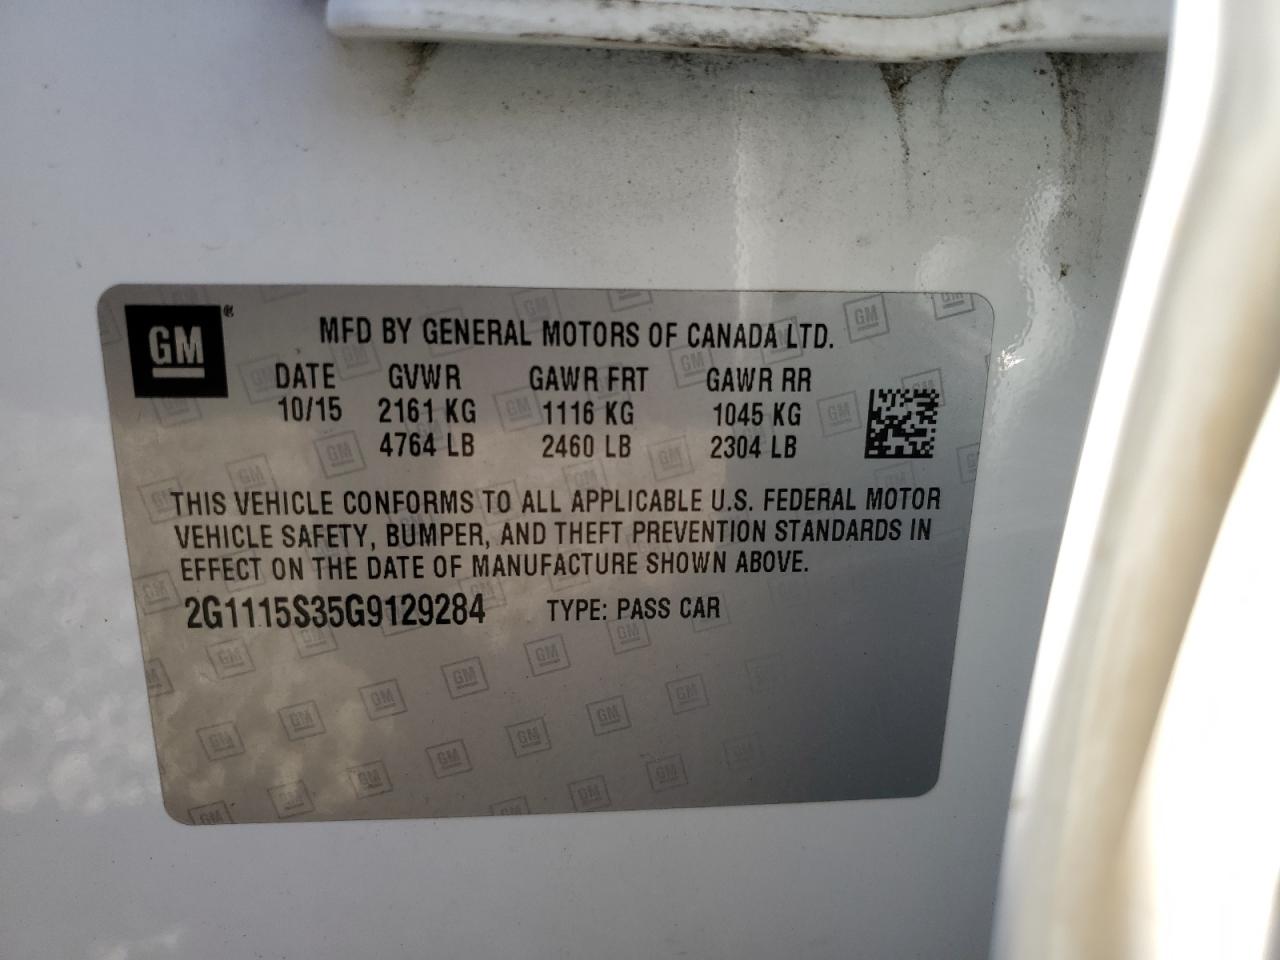 GM ®
MFD BY GENERAL MOTORS OF CANADA LTD.
DATE GVWR GAWR FRT GAWR RR
10/15 2161 KG 1116 KG 1045 KG
4764 LB 2460 LB 2304 LB
THIS VEHICLE CONFORMS TO ALL APPLICABLE U.S. FEDERAL MOTOR
VEHICLE SAFETY, BUMPER, AND THEFT PREVENTION STANDARDS IN
EFFECT ON THE DATE OF MANUFACTURE SHOWN ABOVE.
2G1115S35G9129284 TYPE: PASS CAR